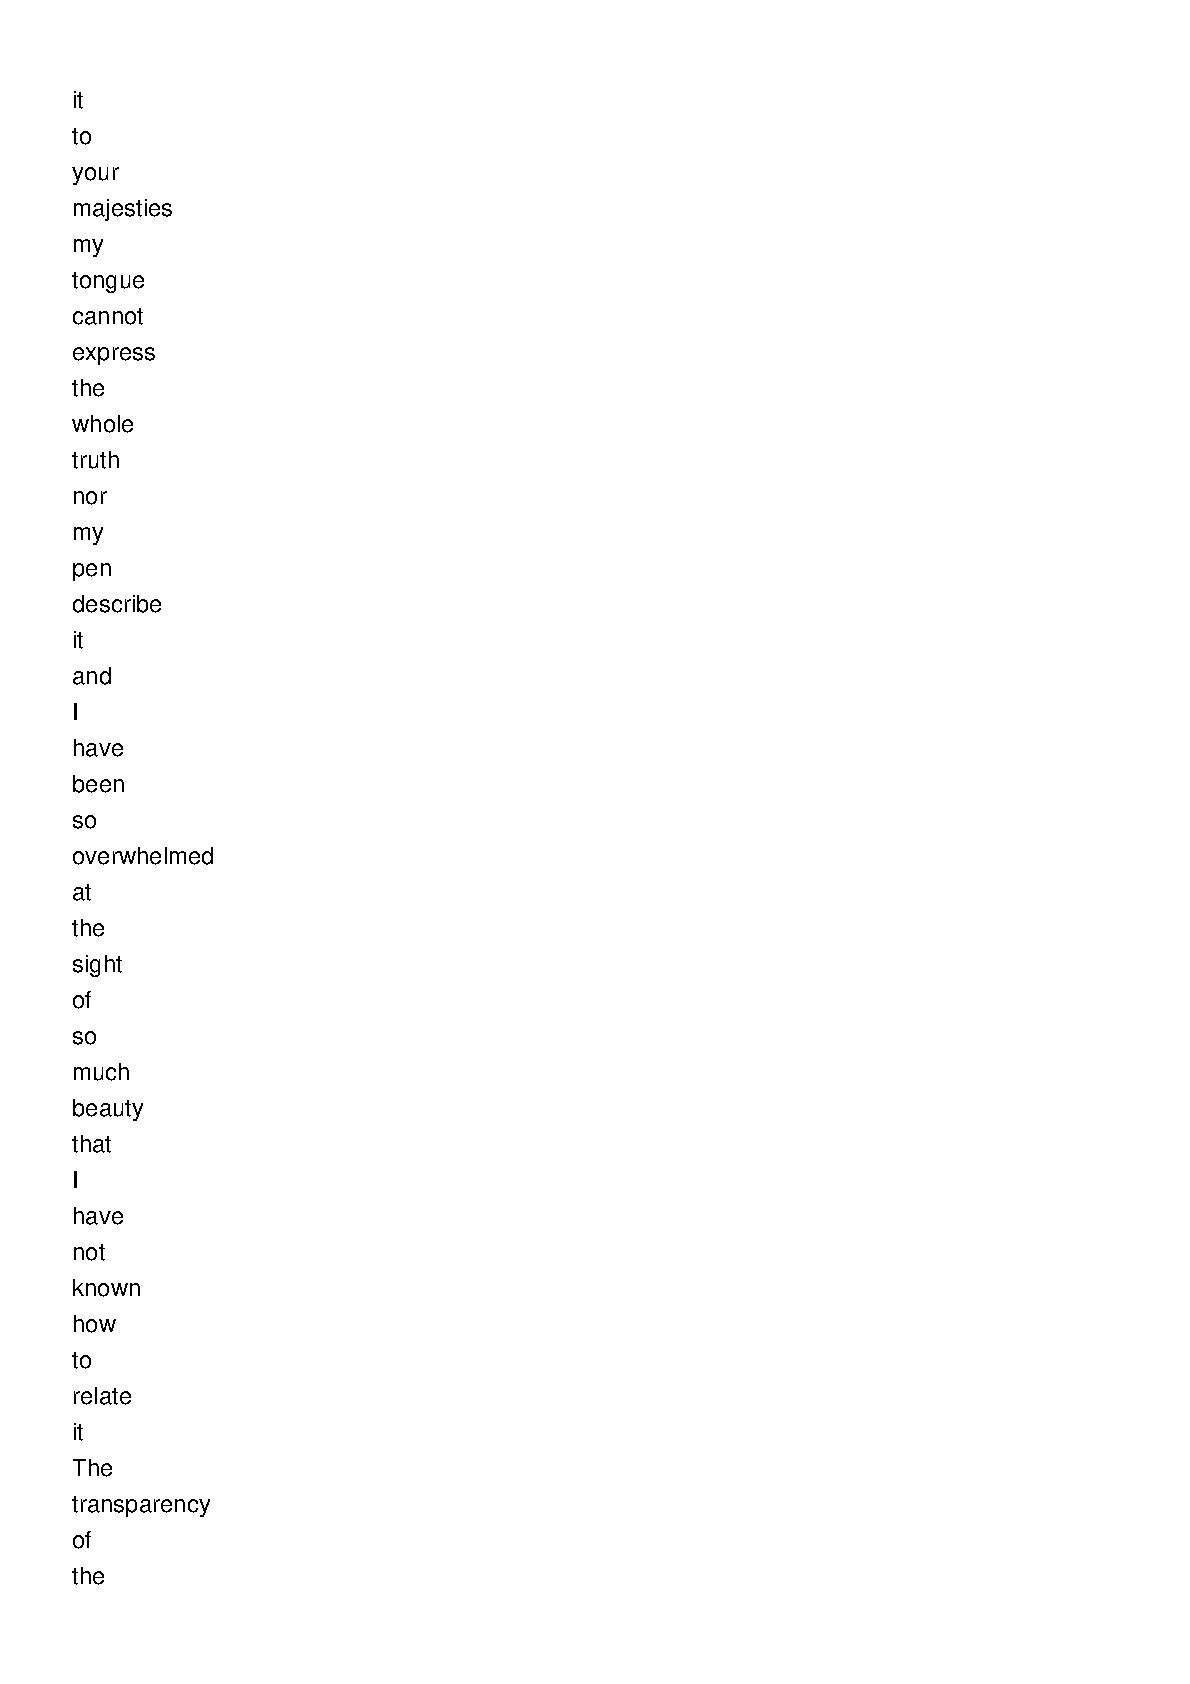 it
to
your
majesties
my
tongue
cannot
express
the
whole
truth
nor
my
pen
describe
it
and
I
have
been
so
overwhelmed
at
the
sight
of
so
much
beauty
that
I
have
not
known
how
to
relate
it
The
transparency
of
the